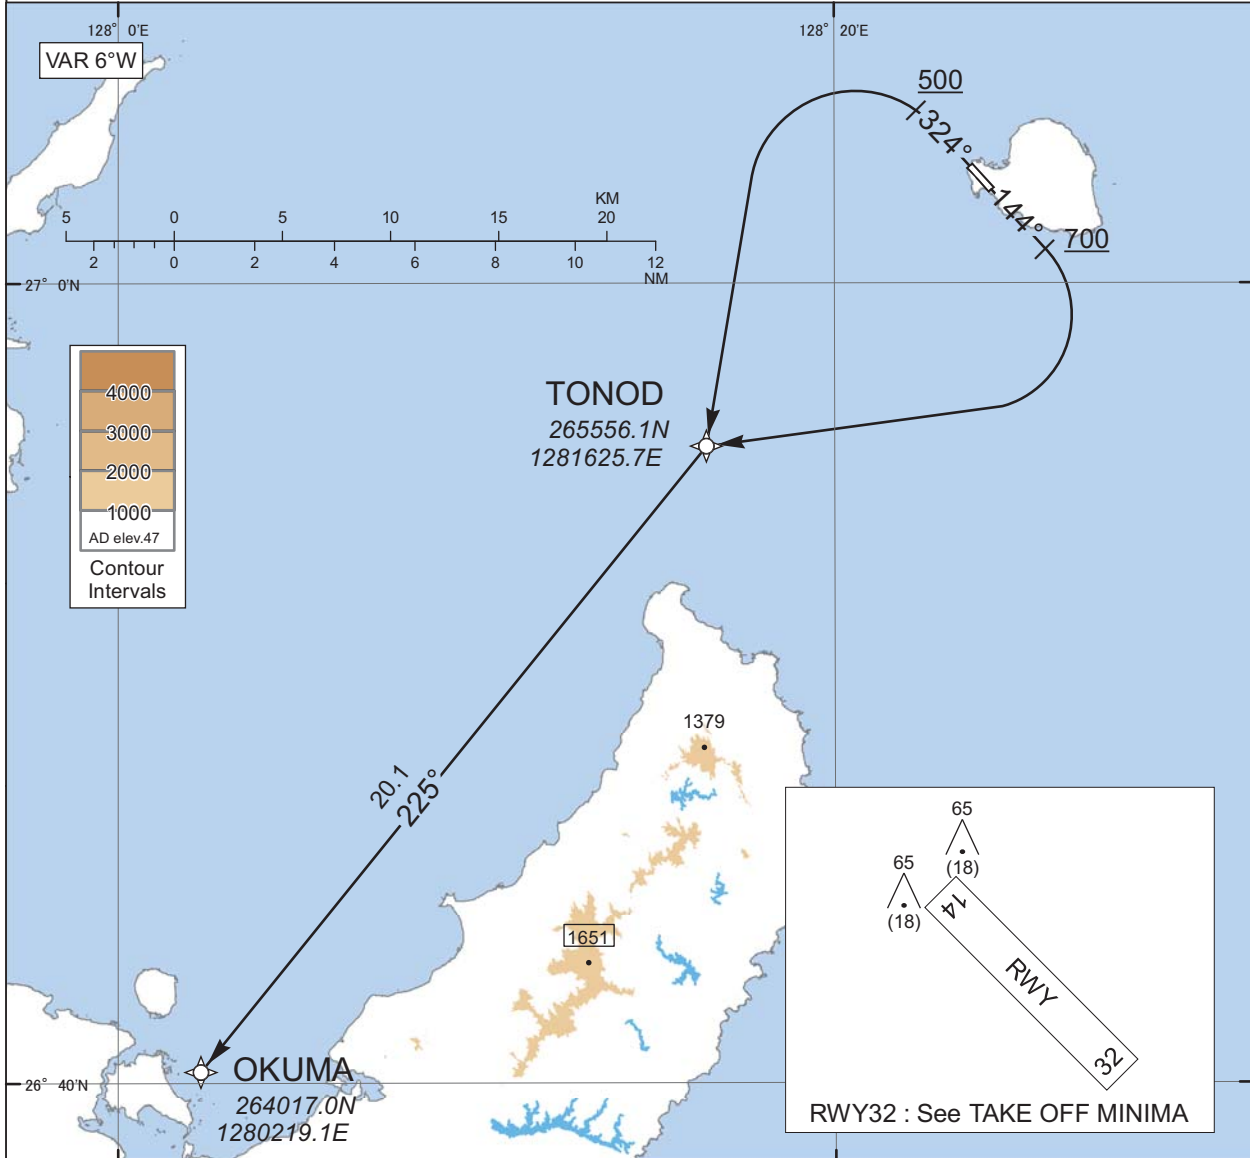 128° 0'E
128° 20'E
VAR 6°W
500
324°
144°
700
KM
5 0 5 10 15 20
2 0 2 4 6 8 10 12
NM
27° 0'N
4000
3000
2000
1000
AD elev.47
Contour
Intervals
TONOD
265556.1N
1281625.7E
1379
20.1
225°
1651
65
(18)
65
(18)
14
RWY
32
RWY32 : See TAKE OFF MINIMA
OKUMA
264017.0N
1280219.1E
26° 40'N